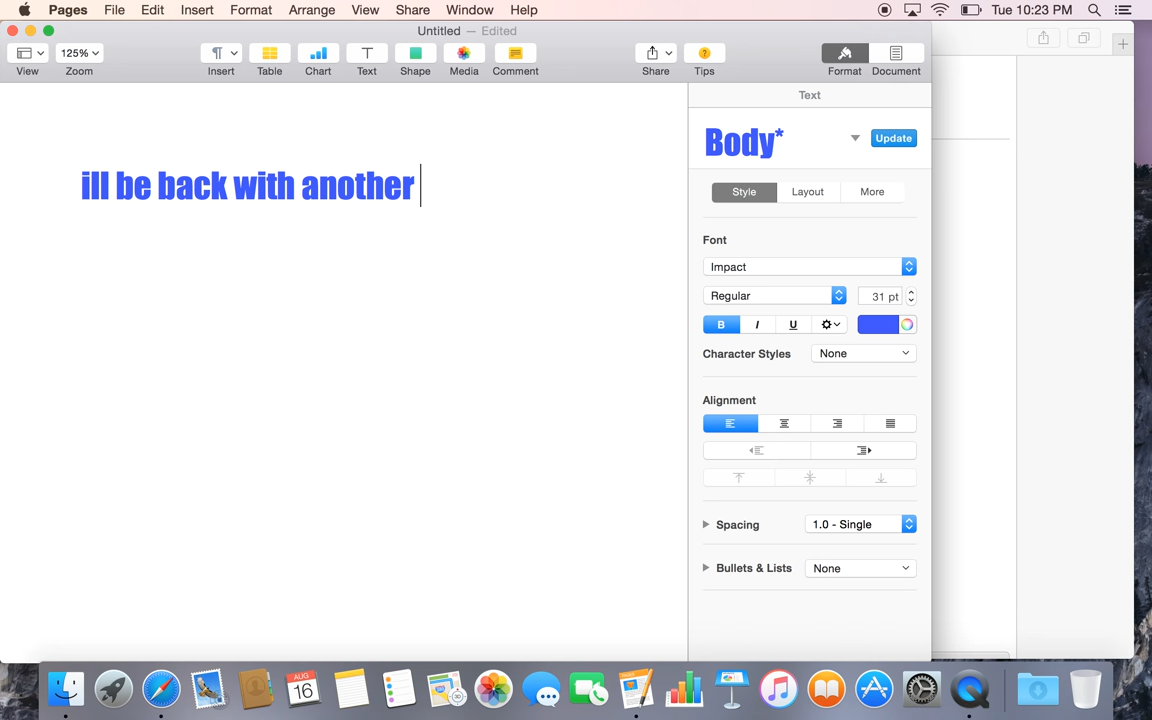 Pages File Edit Insert Format Arrange View Share Window Help Tue 10:23 PM
Untitled — Edited
125%
View Zoom Insert Table Chart Text Shape Media Comment Share Tips Format Document
Text
Body* Update
ill be back with another
Style Layout More
Font
Impact
Regular 31 pt
B I U
Character Styles None
Alignment
Spacing 1.0 - Single
Bullets & Lists None
AUG
16
3D